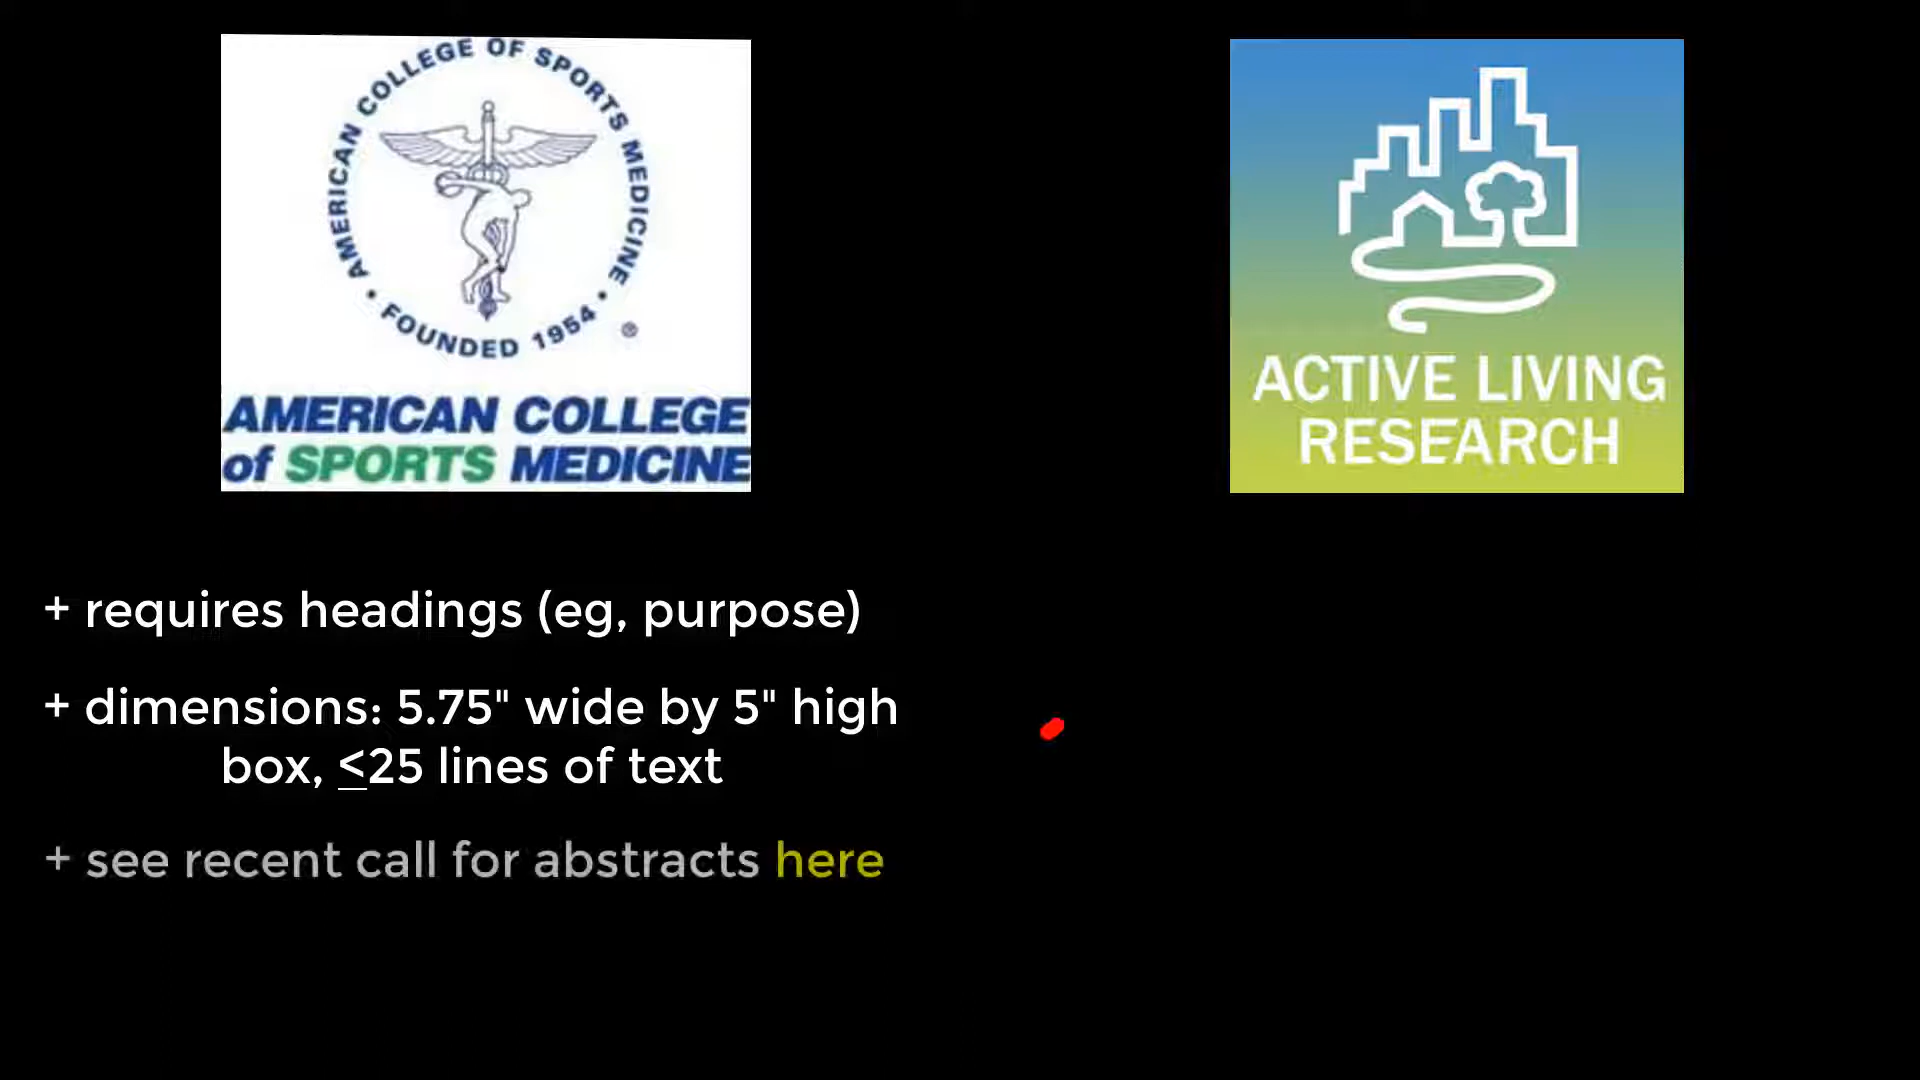 AMERICAN COLLEGE OF SPORTS MEDICINE
• FOUNDED 1954 •
®
AMERICAN COLLEGE
of SPORTS MEDICINE
ACTIVE LIVING
RESEARCH
+ requires headings (eg, purpose)
+ dimensions: 5.75" wide by 5" high
box, <25 lines of text
+ see recent call for abstracts here